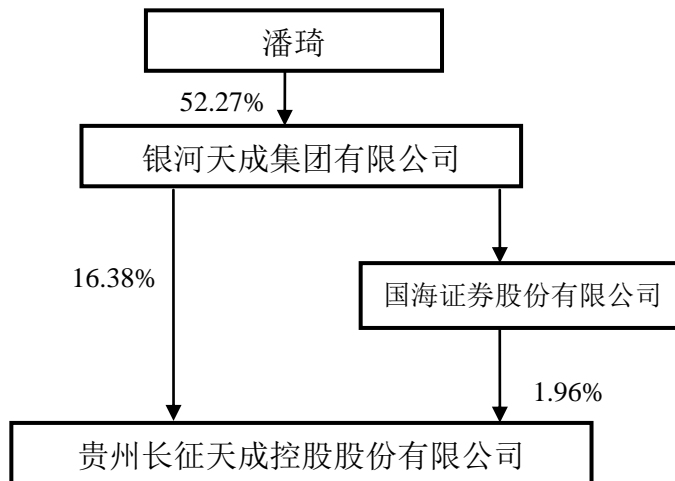 潘琦
52.27%
银河天成集团有限公司
16.38%
国海证券股份有限公司
1.96%
贵州长征天成控股股份有限公司